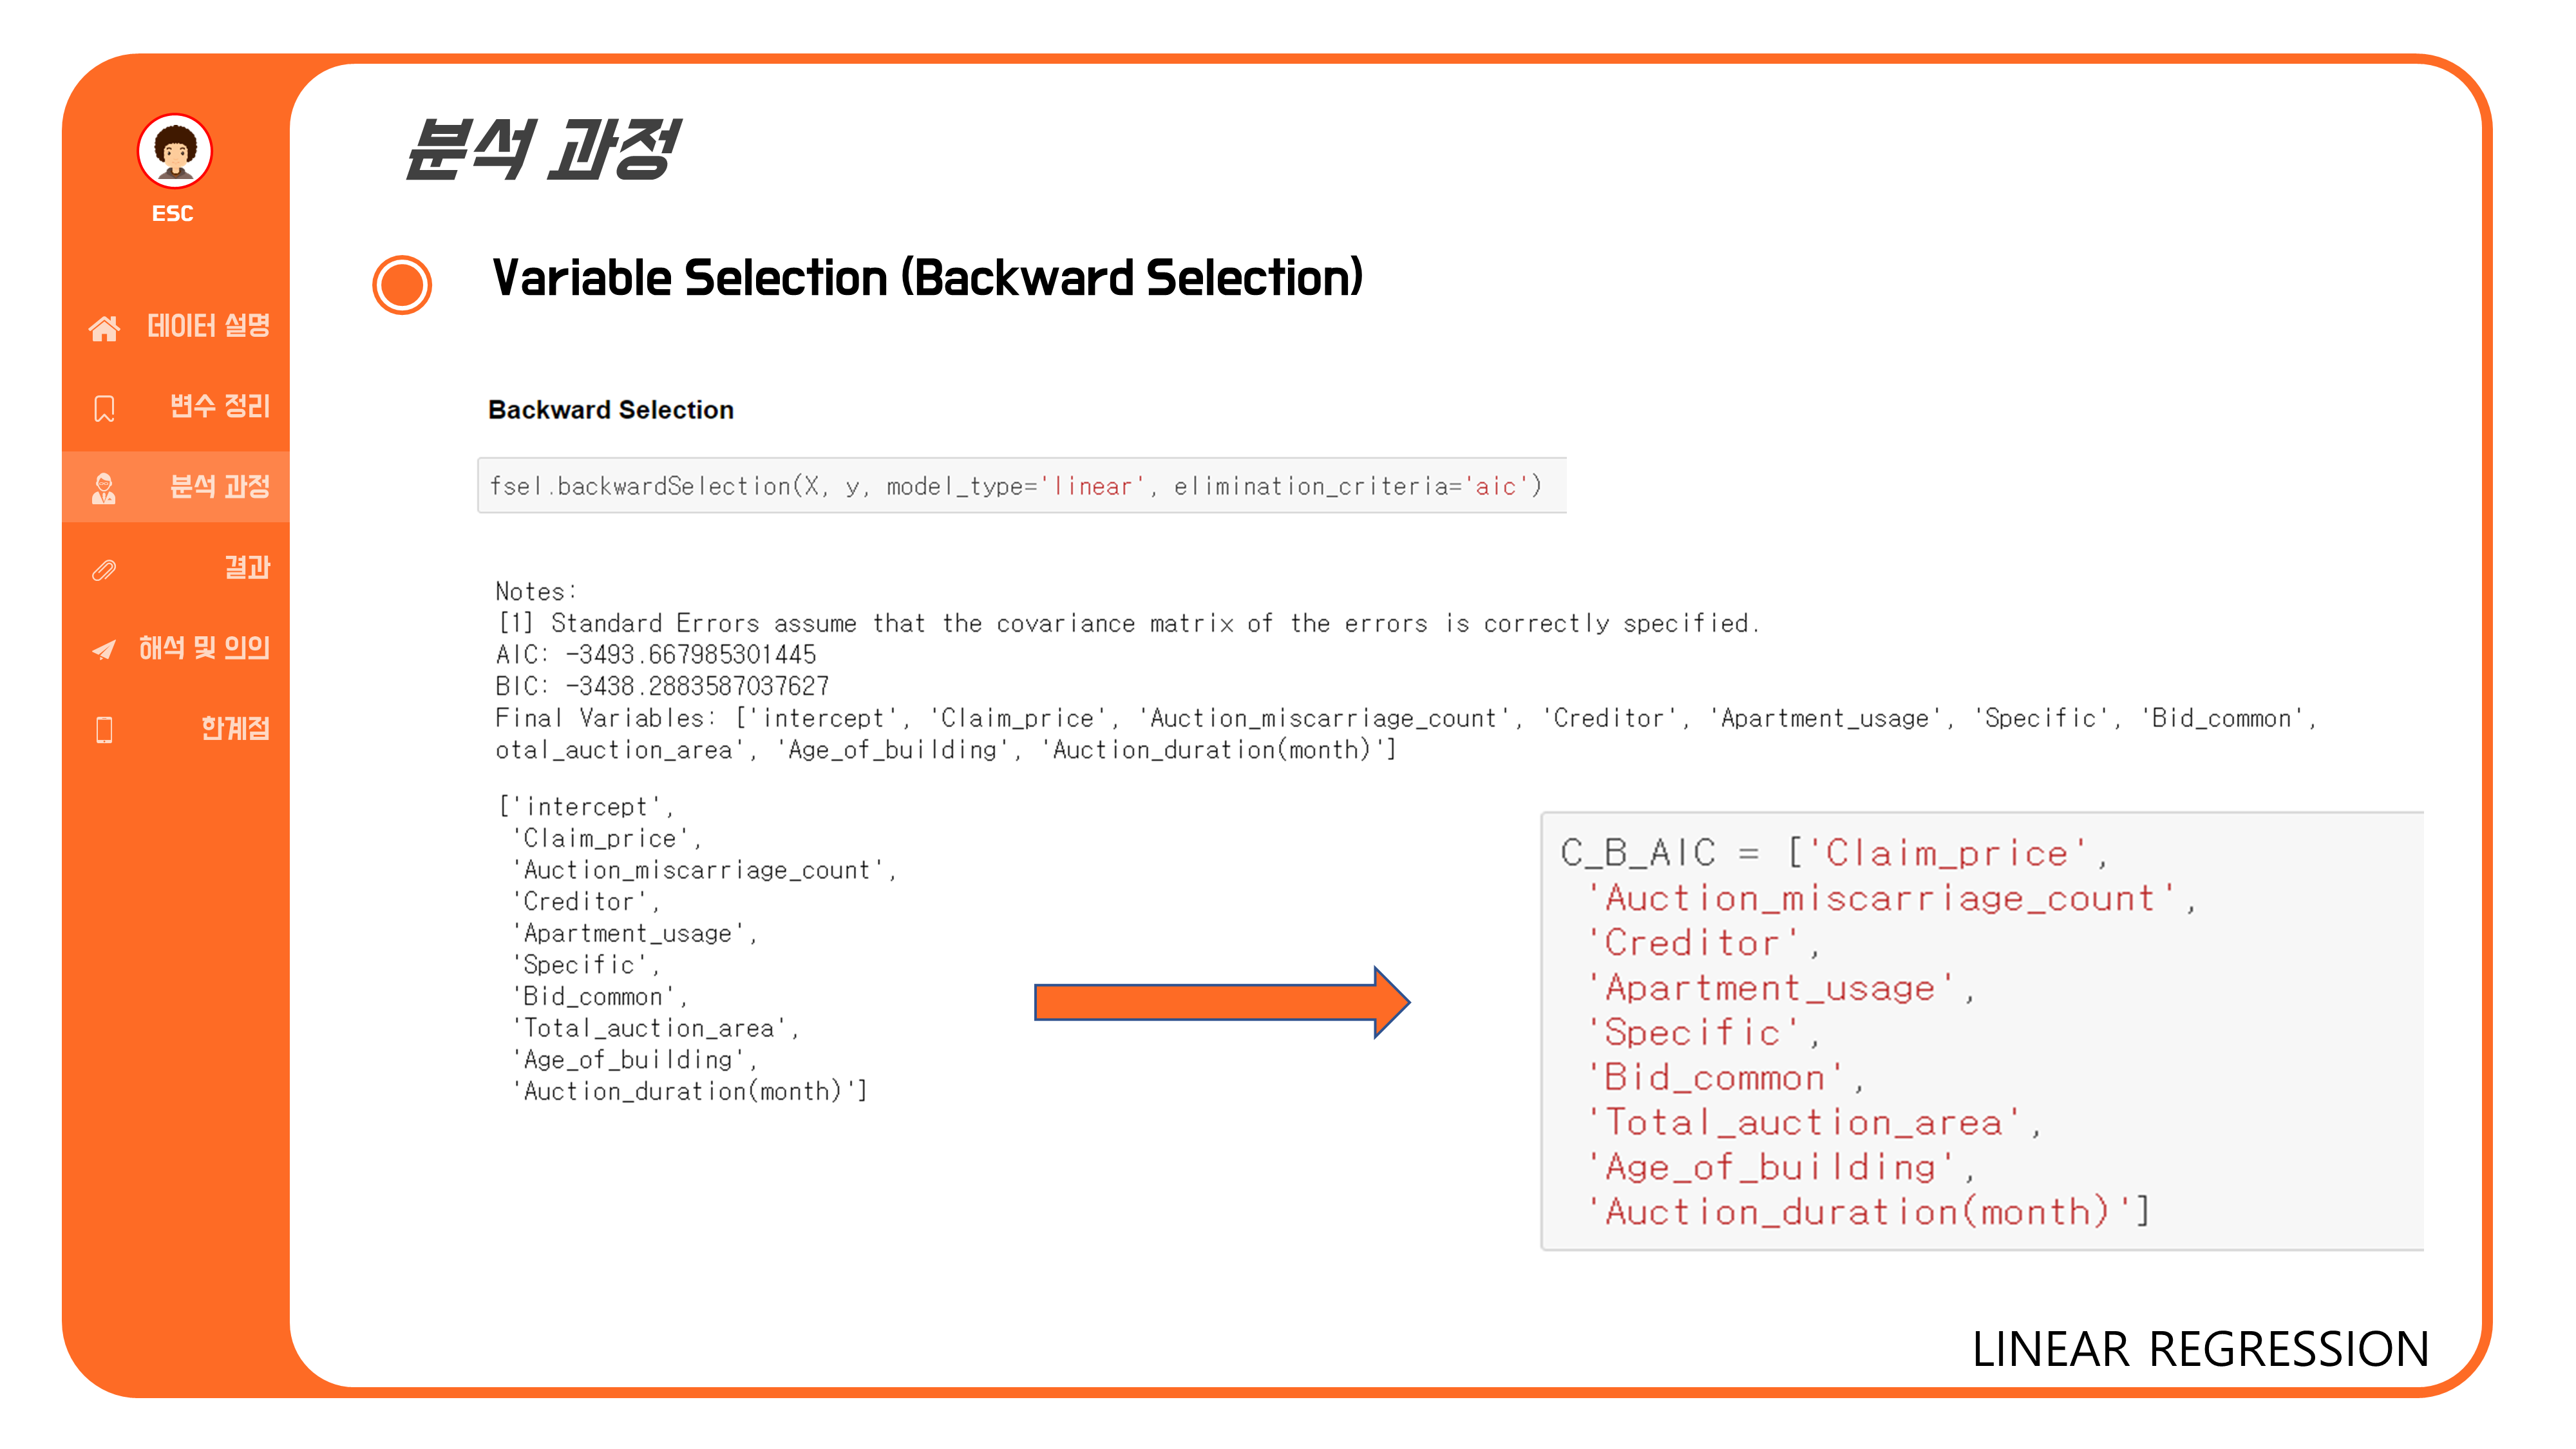 ESC
데이터 설명
변수 정리
분석 과정
결과
해석 및 의의
한계점
분석 과정
Variable Selection (Backward Selection)
Backward Selection
fsel.backwardSelection(X, y, model_type='linear', elimination_criteria='aic')
Notes:
[1] Standard Errors assume that the covariance matrix of the errors is correctly specified.
AIC: -3493.667985301445
BIC: -3438.2883587037627
Final Variables: ['intercept', 'Claim_price', 'Auction_miscarriage_count', 'Creditor', 'Apartment_usage', 'Specific', 'Bid_common',
otal_auction_area', 'Age_of_building', 'Auction_duration(month)']
['intercept',
'Claim_price',
'Auction_miscarriage_count',
'Creditor',
'Apartment_usage',
'Specific',
'Bid_common',
'Total_auction_area',
'Age_of_building',
'Auction_duration(month)']
C_B_AIC = ['Claim_price',
'Auction_miscarriage_count',
'Creditor',
'Apartment_usage',
'Specific',
'Bid_common',
'Total_auction_area',
'Age_of_building',
'Auction_duration(month)']
LINEAR REGRESSION